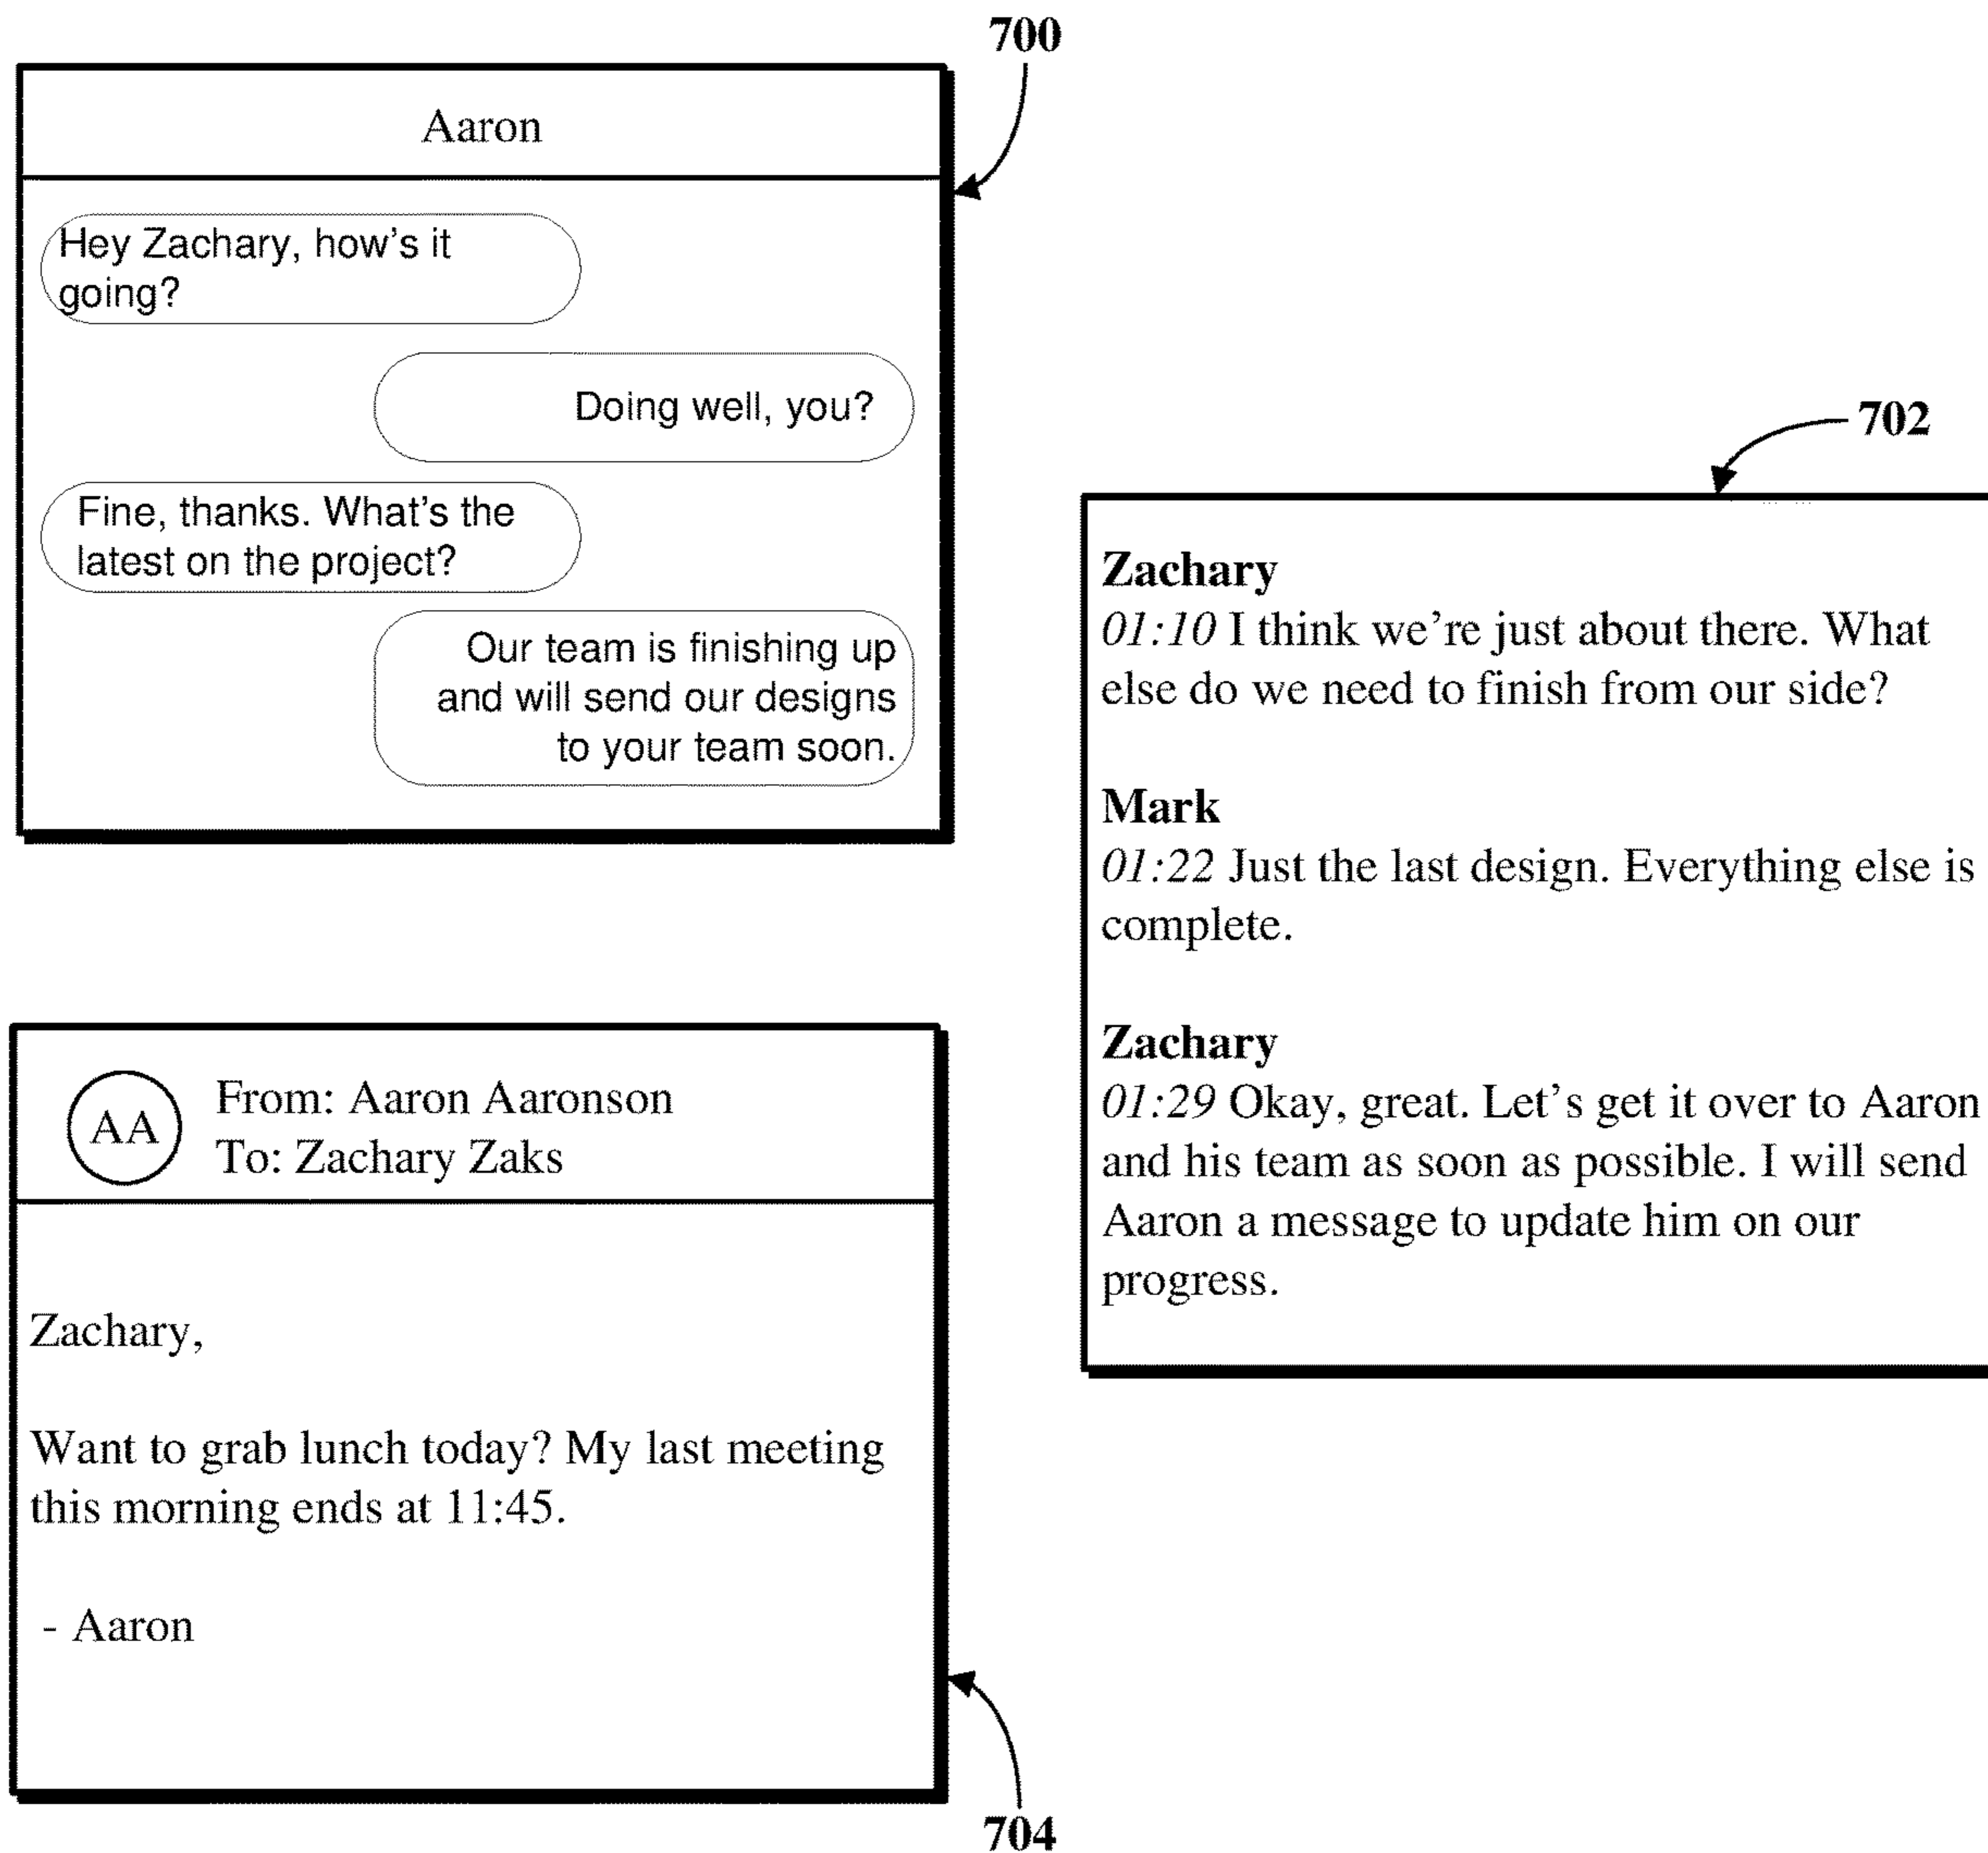 700
Aaron
Hey Zachary, how's it
going?
Doing well, you?
Fine, thanks. What's the
latest on the project?
Our team is finishing up
and will send our designs
to your team soon.
702
Zachary
01:10 I think we're just about there. What
else do we need to finish from our side?
Mark
01:22 Just the last design. Everything else is
complete.
Zachary
01:29 Okay, great. Let's get it over to Aaron
and his team as soon as possible. I will send
Aaron a message to update him on our
progress.
AA
From: Aaron Aaronson
To: Zachary Zaks
Zachary,
Want to grab lunch today? My last meeting
this morning ends at 11:45.
- Aaron
704